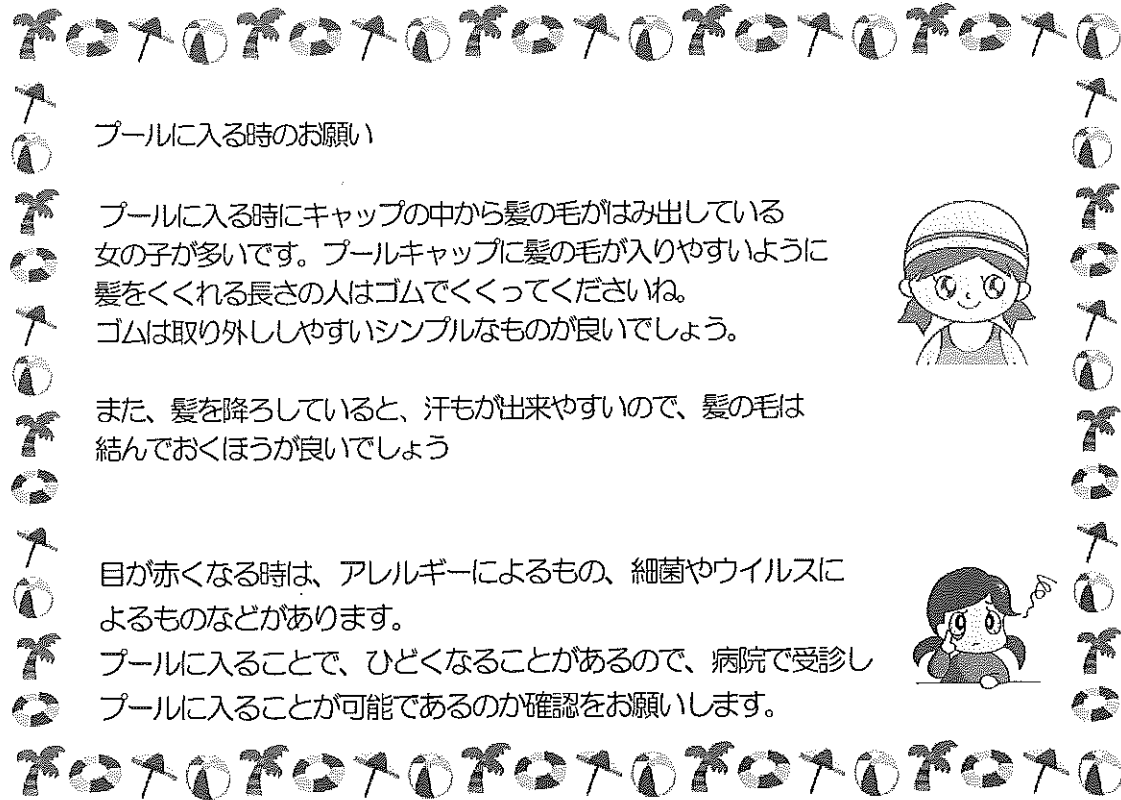 プールに入る時のお願い
プールに入る時にキャップの中から髪の毛がはみ出している
女の子が多いです。プールキャップに髪の毛が入りやすいように
髪をくくれる長さの人はゴムでくくってくださいね。
ゴムは取り外ししやすいシンプルなものが良いでしょう。
また、髪を降ろしていると、汗もが出来やすいので、髪の毛は
結んでおくほうが良いでしょう
目が赤くなる時は、アレルギーによるもの、細菌やウイルスに
よるものなどがあります。
プールに入ることで、ひどくなることがあるので、病院で受診し
プールに入ることが可能であるのか確認をお願いします。